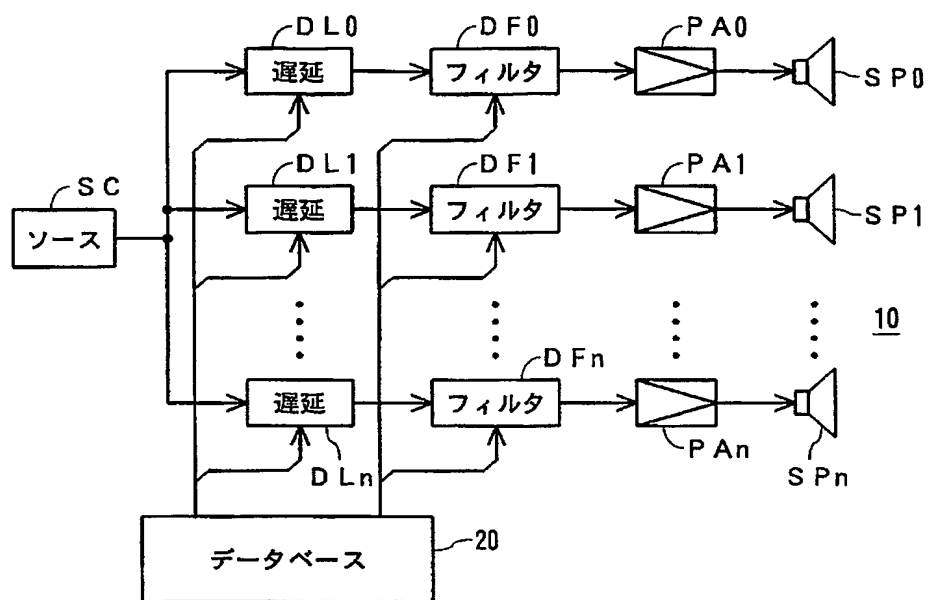 DL0 DF0 PA0
遅延 フィルタ
SP0
DL1 DF1 PA1
SC
遅延 フィルタ
SP1
ソース
10
DFn
遅延 フィルタ
PAn
DLn SPn
20
データベース